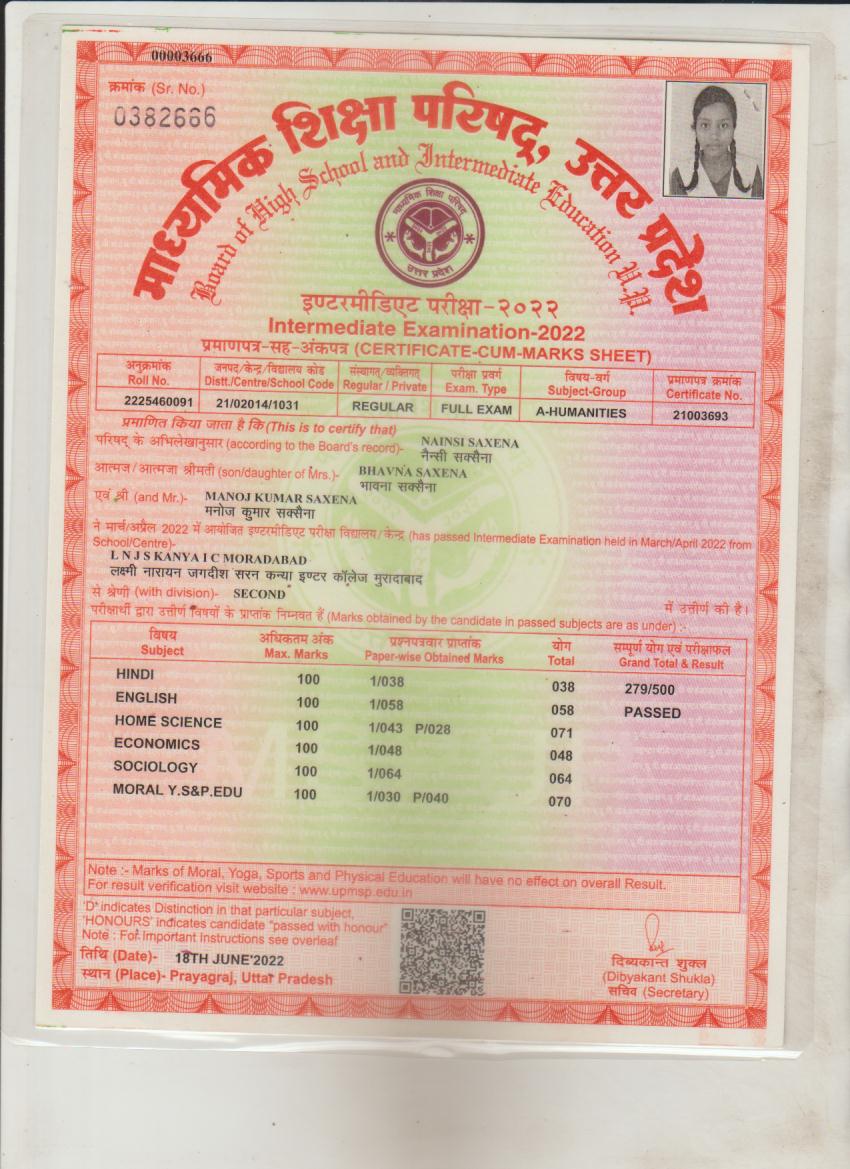 00003666
क्रमांक (Sr. No.)
0382666
माध्यमिक शिक्षा परिषद्, उत्तर प्रदेश
Board of High School and Intermediate Education U.P.
माध्यमिक शिक्षा परिषद्
उत्तर प्रदेश
इण्टरमीडिएट परीक्षा-२०२२
Intermediate Examination-2022
प्रमाणपत्र-सह-अंकपत्र (CERTIFICATE-CUM-MARKS SHEET)
अनुक्रमांक जनपद/केन्द्र/विद्यालय कोड संस्थागत/व्यक्तिगत परीक्षा प्रवर्ग विषय-वर्ग प्रमाणपत्र क्रमांक
Roll No. Distt./Centre/School Code Regular / Private Exam. Type Subject-Group Certificate No.
2225460091 21/02014/1031 REGULAR FULL EXAM A-HUMANITIES 21003693
प्रमाणित किया जाता है कि (This is to certify that)
परिषद् के अभिलेखानुसार (according to the Board's record)- NAINSI SAXENA
नैन्सी सक्सैना
आत्मज/आत्मजा श्रीमती (son/daughter of Mrs.)- BHAVNA SAXENA
भावना सक्सैना
एवं श्री (and Mr.)- MANOJ KUMAR SAXENA
मनोज कुमार सक्सैना
ने मार्च/अप्रैल 2022 में आयोजित इण्टरमीडिएट परीक्षा विद्यालय/केन्द्र (has passed Intermediate Examination held in March/April 2022 from
School/Centre)-
L N J S KANYA I C MORADABAD
लक्ष्मी नारायन जगदीश सरन कन्या इण्टर कॉलेज मुरादाबाद
से श्रेणी (with division)- SECOND में उत्तीर्ण की है।
परीक्षार्थी द्वारा उत्तीर्ण विषयों के प्राप्तांक निम्नवत हैं (Marks obtained by the candidate in passed subjects are as under) :-
विषय अधिकतम अंक प्रश्नपत्रवार प्राप्तांक योग सम्पूर्ण योग एवं परीक्षाफल
Subject Max. Marks Paper-wise Obtained Marks Total Grand Total & Result
HINDI 100 1/038 038 279/500
ENGLISH 100 1/058 058 PASSED
HOME SCIENCE 100 1/043 P/028 071
ECONOMICS 100 1/048 048
SOCIOLOGY 100 1/064 064
MORAL Y.S&P.EDU 100 1/030 P/040 070
Note :- Marks of Moral, Yoga, Sports and Physical Education will have no effect on overall Result.
For result verification visit website : www.upmsp.edu.in
'D' indicates Distinction in that particular subject,
'HONOURS' indicates candidate "passed with honour"
Note : For Important Instructions see overleaf
तिथि (Date)- 18TH JUNE'2022
स्थान (Place)- Prayagraj, Uttar Pradesh
दिब्यकान्त शुक्ल
(Dibyakant Shukla)
सचिव (Secretary)